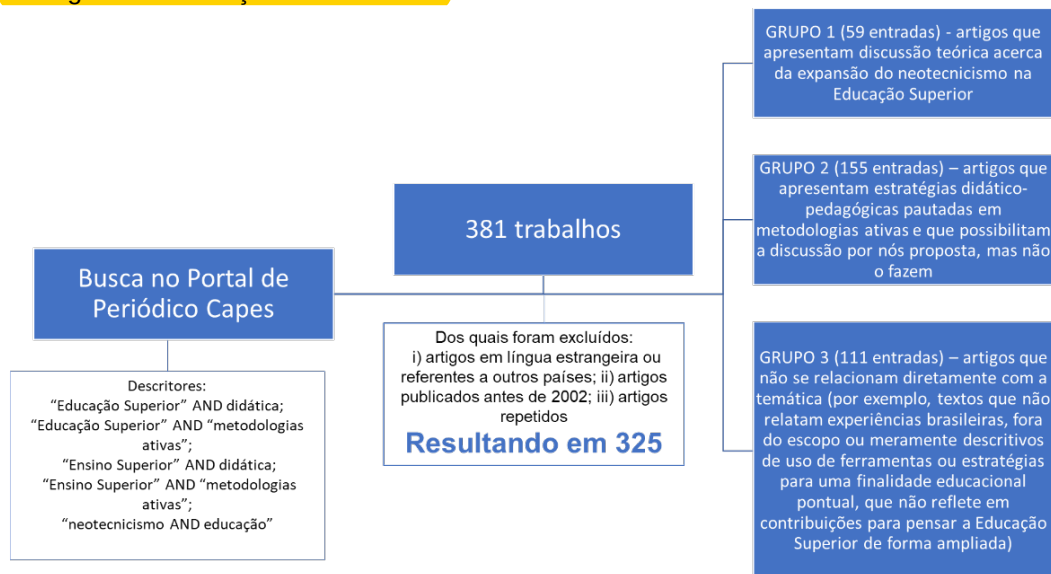 Busca no Portal de
Periódico Capes
Descritores:
“Educação Superior” AND didática;
“Educação Superior” AND “metodologias
ativas”;
“Ensino Superior” AND didática;
“Ensino Superior” AND “metodologias
ativas”;
“neotecnicismo AND educação”
381 trabalhos
Dos quais foram excluídos:
i) artigos em língua estrangeira ou
referentes a outros países; ii) artigos
publicados antes de 2002; iii) artigos
repetidos
Resultando em 325
GRUPO 1 (59 entradas) - artigos que
apresentam discussão teórica acerca
da expansão do neotecnicismo na
Educação Superior
GRUPO 2 (155 entradas) – artigos que
apresentam estratégias didático-
pedagógicas pautadas em
metodologias ativas e que possibilitam
a discussão por nós proposta, mas não
o fazem
GRUPO 3 (111 entradas) – artigos que
não se relacionam diretamente com a
temática (por exemplo, textos que não
relatam experiências brasileiras, fora
do escopo ou meramente descritivos
de uso de ferramentas ou estratégias
para uma finalidade educacional
pontual, que não reflete em
contribuições para pensar a Educação
Superior de forma ampliada)